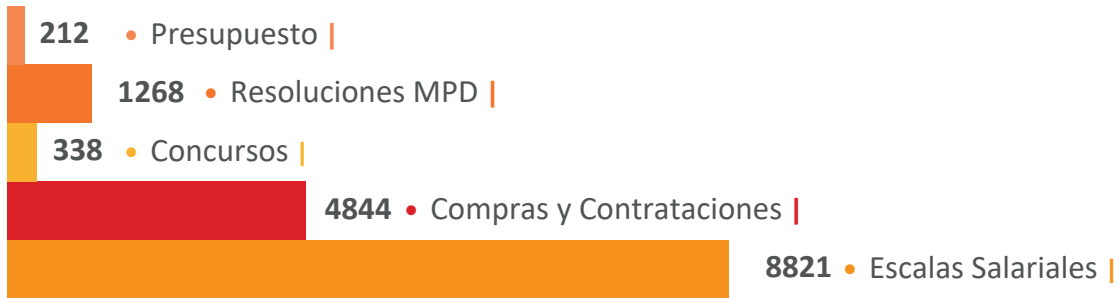 212 • Presupuesto |
1268 • Resoluciones MPD |
338 • Concursos |
4844 • Compras y Contrataciones |
8821 • Escalas Salariales |